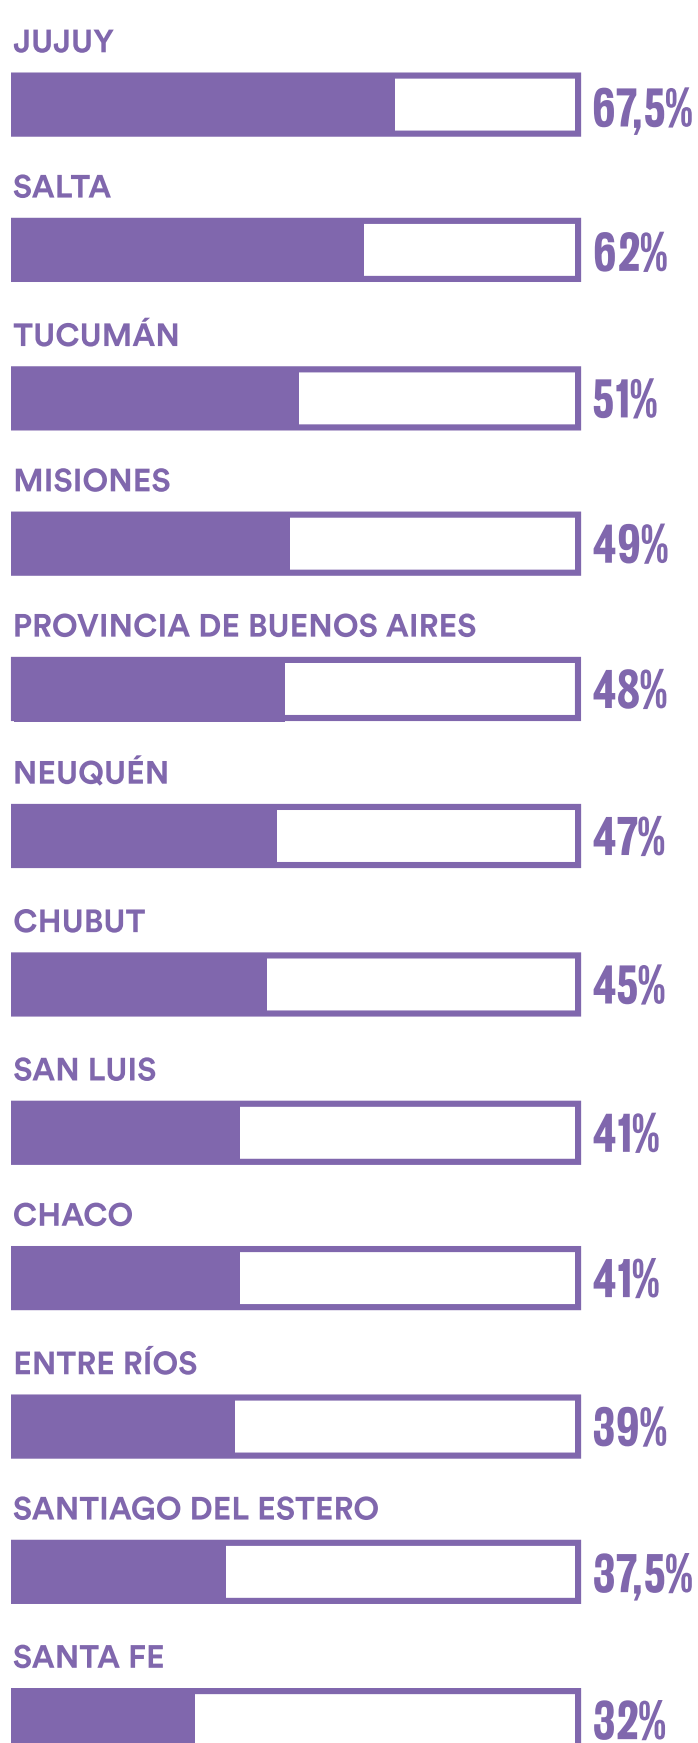 JUJUY
67,5%
SALTA
62%
TUCUMÁN
51%
MISIONES
49%
PROVINCIA DE BUENOS AIRES
48%
NEUQUÉN
47%
CHUBUT
45%
SAN LUIS
41%
CHACO
41%
ENTRE RÍOS
39%
SANTIAGO DEL ESTERO
37,5%
SANTA FE
32%